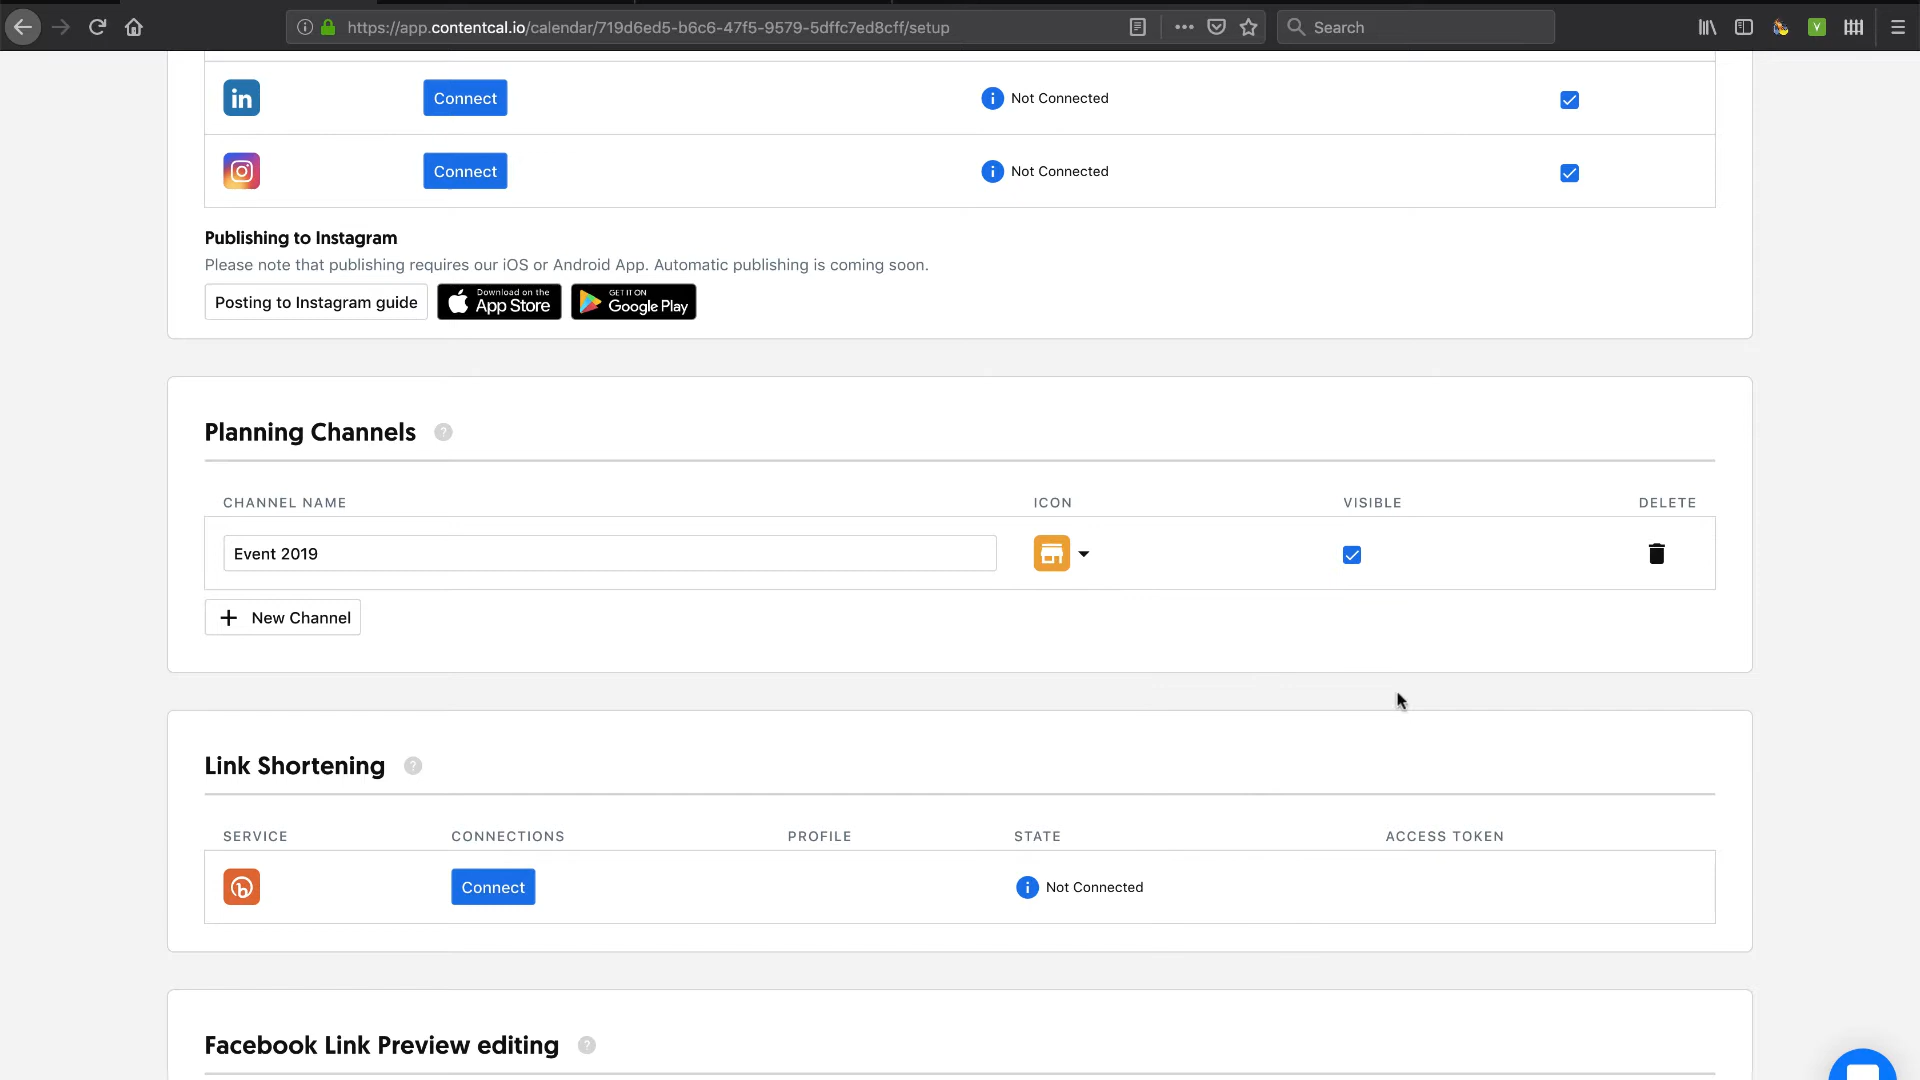 https://app.contentcal.io/calendar/719d6ed5-b6c6-47f5-9579-5dffc7ed8cff/setup
Search
V
in
Connect
Not Connected
Connect
Not Connected
Publishing to Instagram
Please note that publishing requires our iOS or Android App. Automatic publishing is coming soon.
Posting to Instagram guide
Download on the
App Store
GET IT ON
Google Play
Planning Channels
CHANNEL NAME
ICON
VISIBLE
DELETE
Event 2019
+ New Channel
Link Shortening
SERVICE
CONNECTIONS
PROFILE
STATE
ACCESS TOKEN
Connect
Not Connected
Facebook Link Preview editing